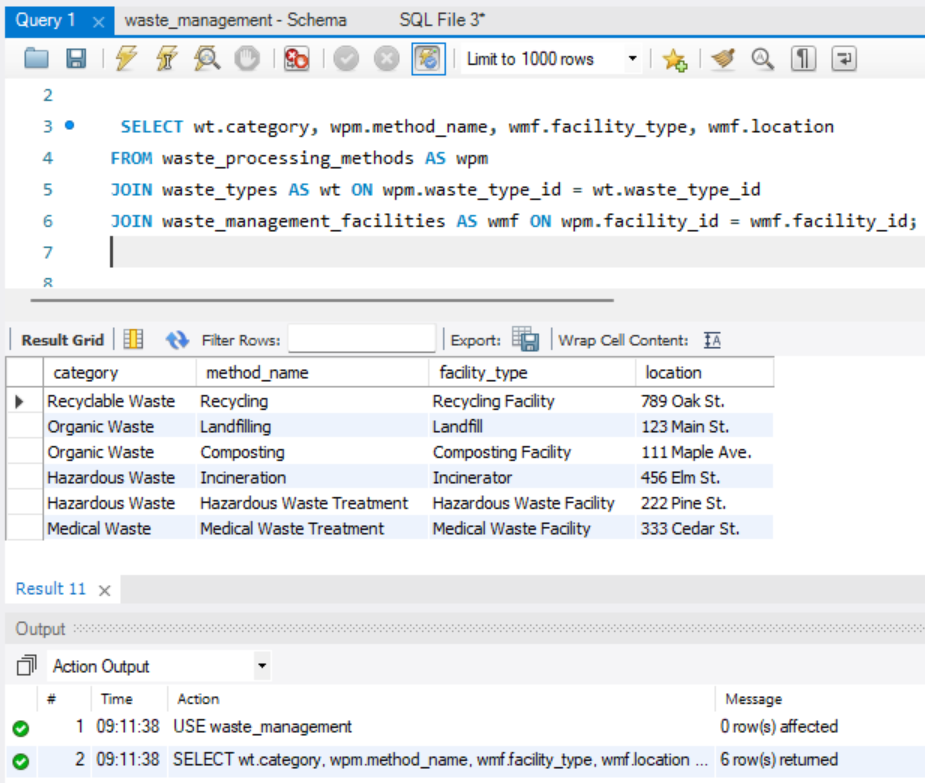 Query 1 × waste_management - Schema SQL File 3*
Limit to 1000 rows
2
3 SELECT wt.category, wpm.method_name, wmf.facility_type, wmf.location
4 FROM waste_processing_methods AS wpm
5 JOIN waste_types AS wt ON wpm.waste_type_id = wt.waste_type_id
6 JOIN waste_management_facilities AS wmf ON wpm.facility_id = wmf.facility_id;
7
8
Result Grid Filter Rows: Export: Wrap Cell Content: IA
category method_name facility_type location
Recyclable Waste Recycling Recycling Facility 789 Oak St.
Organic Waste Landfilling Landfill 123 Main St.
Organic Waste Composting Composting Facility 111 Maple Ave.
Hazardous Waste Incineration Incinerator 456 Elm St.
Hazardous Waste Hazardous Waste Treatment Hazardous Waste Facility 222 Pine St.
Medical Waste Medical Waste Treatment Medical Waste Facility 333 Cedar St.
Result 11 ×
Output
Action Output
# Time Action Message
1 09:11:38 USE waste_management 0 row(s) affected
2 09:11:38 SELECT wt.category, wpm.method_name, wmf.facility_type, wmf.location ... 6 row(s) returned